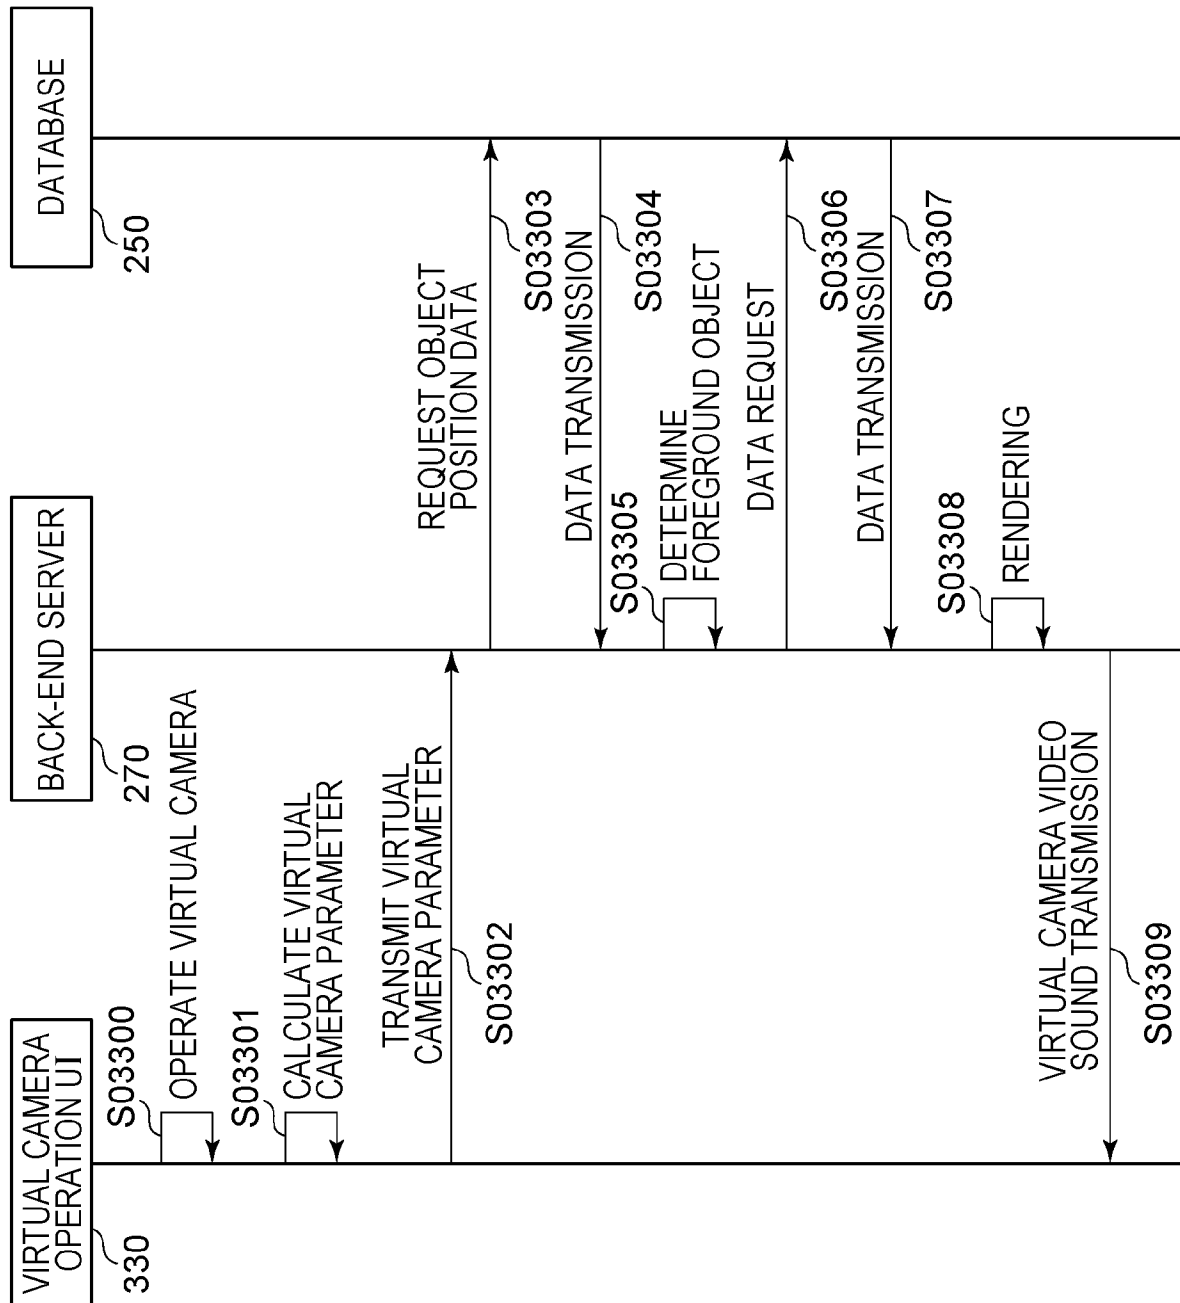 VIRTUAL CAMERA
OPERATION UI
330
BACK-END SERVER
270
DATABASE
250
S03300
OPERATE VIRTUAL CAMERA
S03301
CALCULATE VIRTUAL
CAMERA PARAMETER
TRANSMIT VIRTUAL
CAMERA PARAMETER
S03302
REQUEST OBJECT
POSITION DATA
S03303
DATA TRANSMISSION
S03304
S03305
DETERMINE
FOREGROUND OBJECT
DATA REQUEST
S03306
DATA TRANSMISSION
S03307
S03308
RENDERING
VIRTUAL CAMERA VIDEO
SOUND TRANSMISSION
S03309